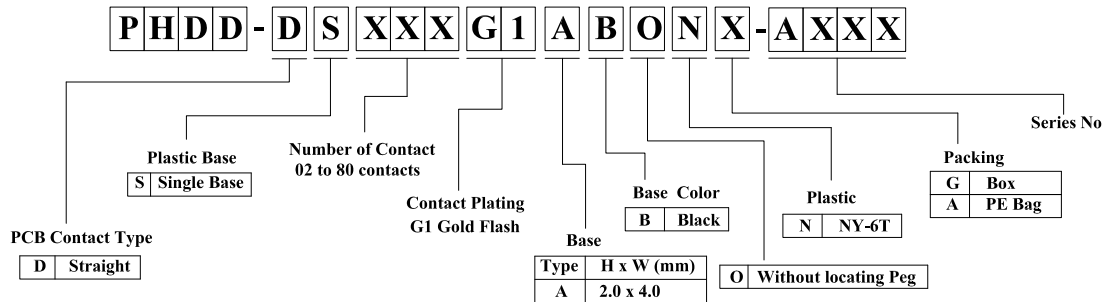 PHDD-DSXXXG1ABONX-AXXX
Series No
Plastic Base
S Single Base
Number of Contact
02 to 80 contacts
Packing
G Box
A PE Bag
Contact Plating
G1 Gold Flash
Base Color
B Black
Plastic
N NY-6T
PCB Contact Type
D Straight
Base
Type H x W (mm)
A 2.0 x 4.0
O Without locating Peg